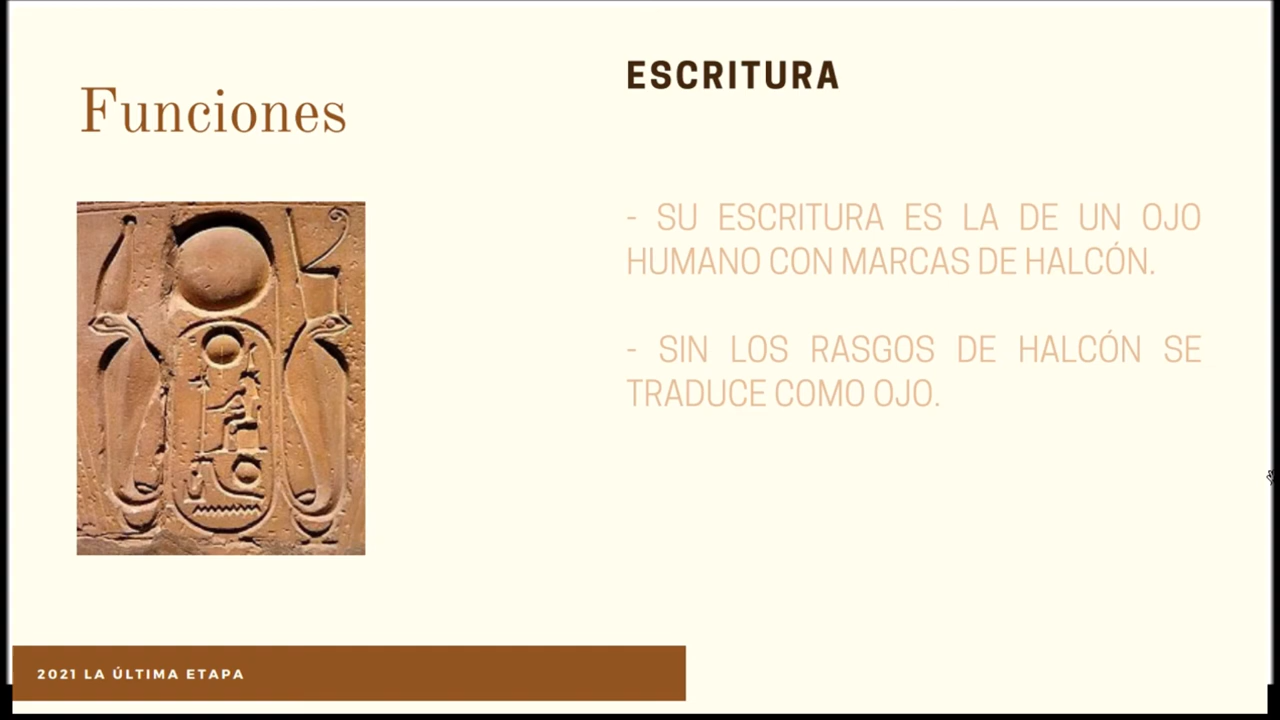 Funciones
ESCRITURA
- SU ESCRITURA ES LA DE UN OJO
HUMANO CON MARCAS DE HALCÓN.
- SIN LOS RASGOS DE HALCÓN SE
TRADUCE COMO OJO.
2021 LA ÚLTIMA ETAPA